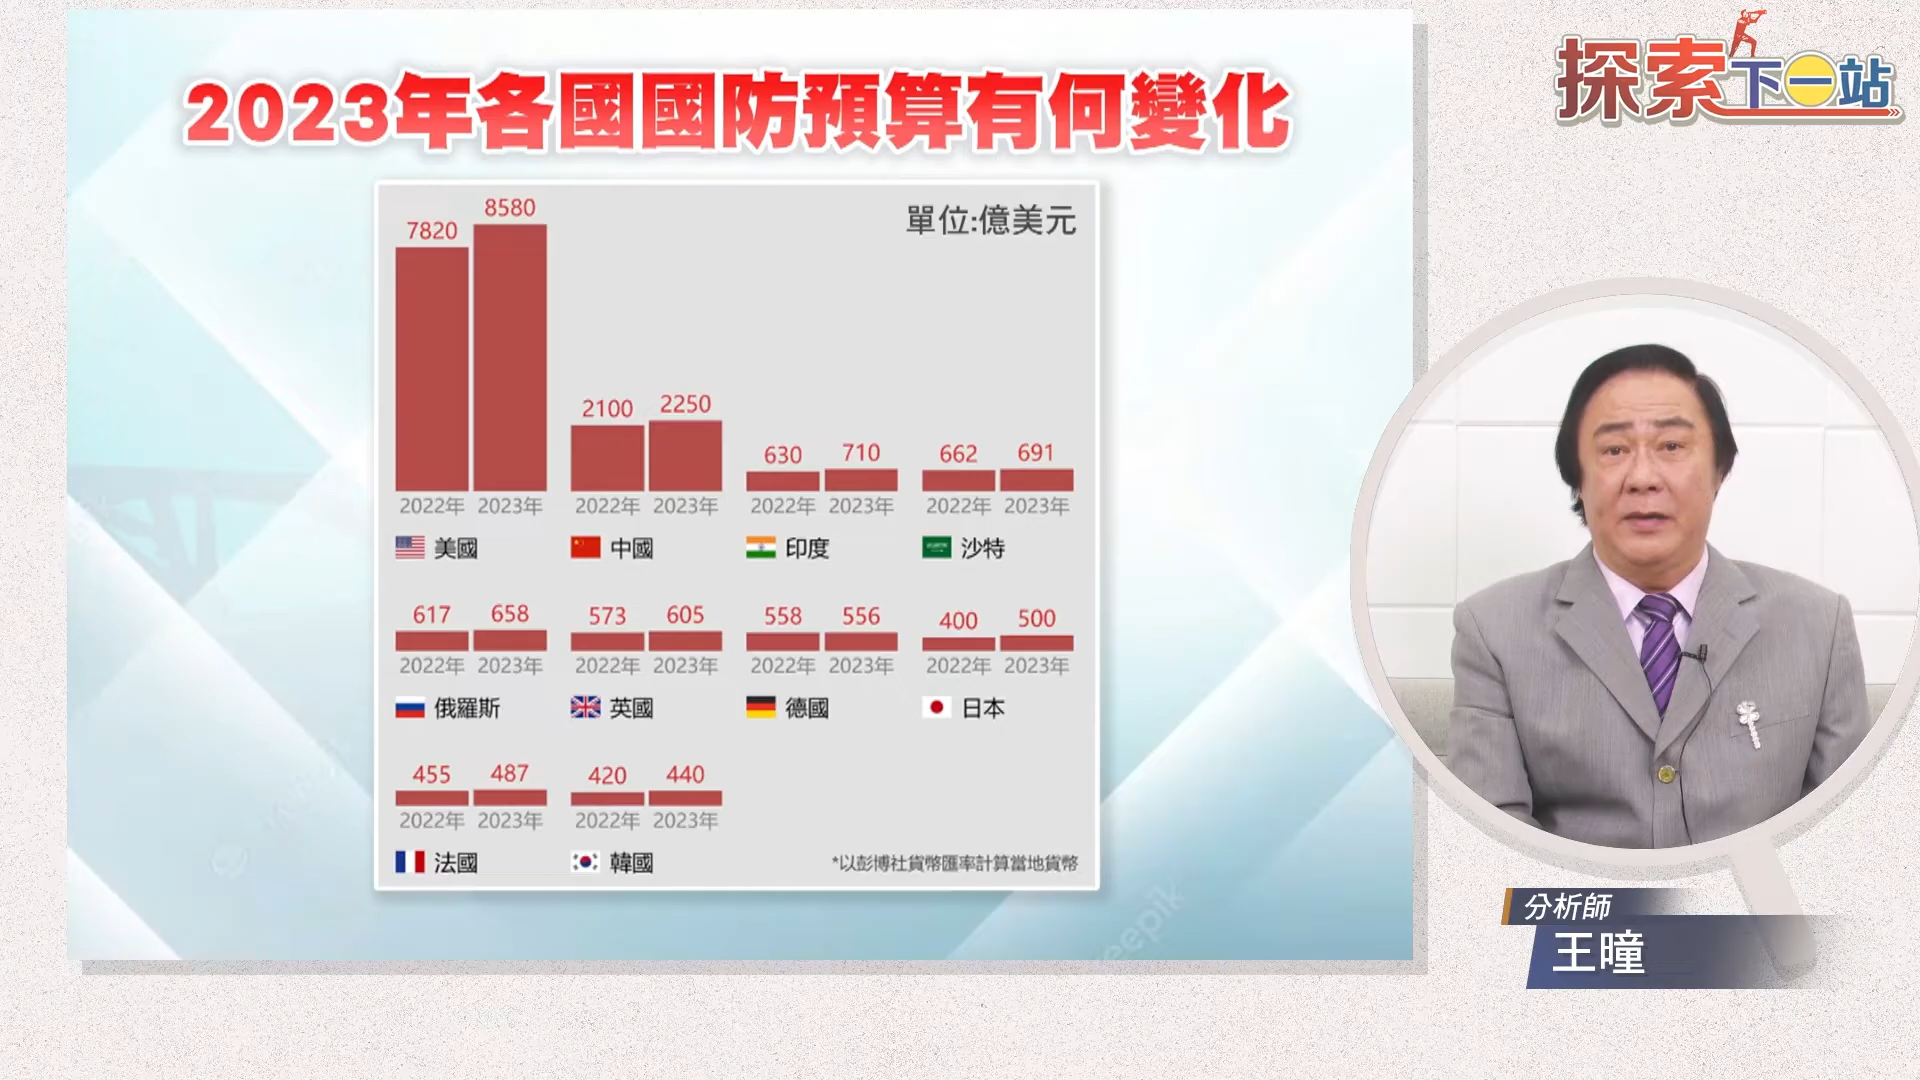 2023年各國國防預算有何變化
探索下一站
單位:億美元
7820 8580
2100 2250
630 710
662 691
2022年 2023年 2022年 2023年 2022年 2023年 2022年 2023年
美國 中國 印度 沙特
617 658 573 605 558 556 400 500
2022年 2023年 2022年 2023年 2022年 2023年 2022年 2023年
俄羅斯 英國 德國 日本
455 487 420 440
2022年 2023年 2022年 2023年
法國 韓國
*以彭博社貨幣匯率計算當地貨幣
分析師
王瞳